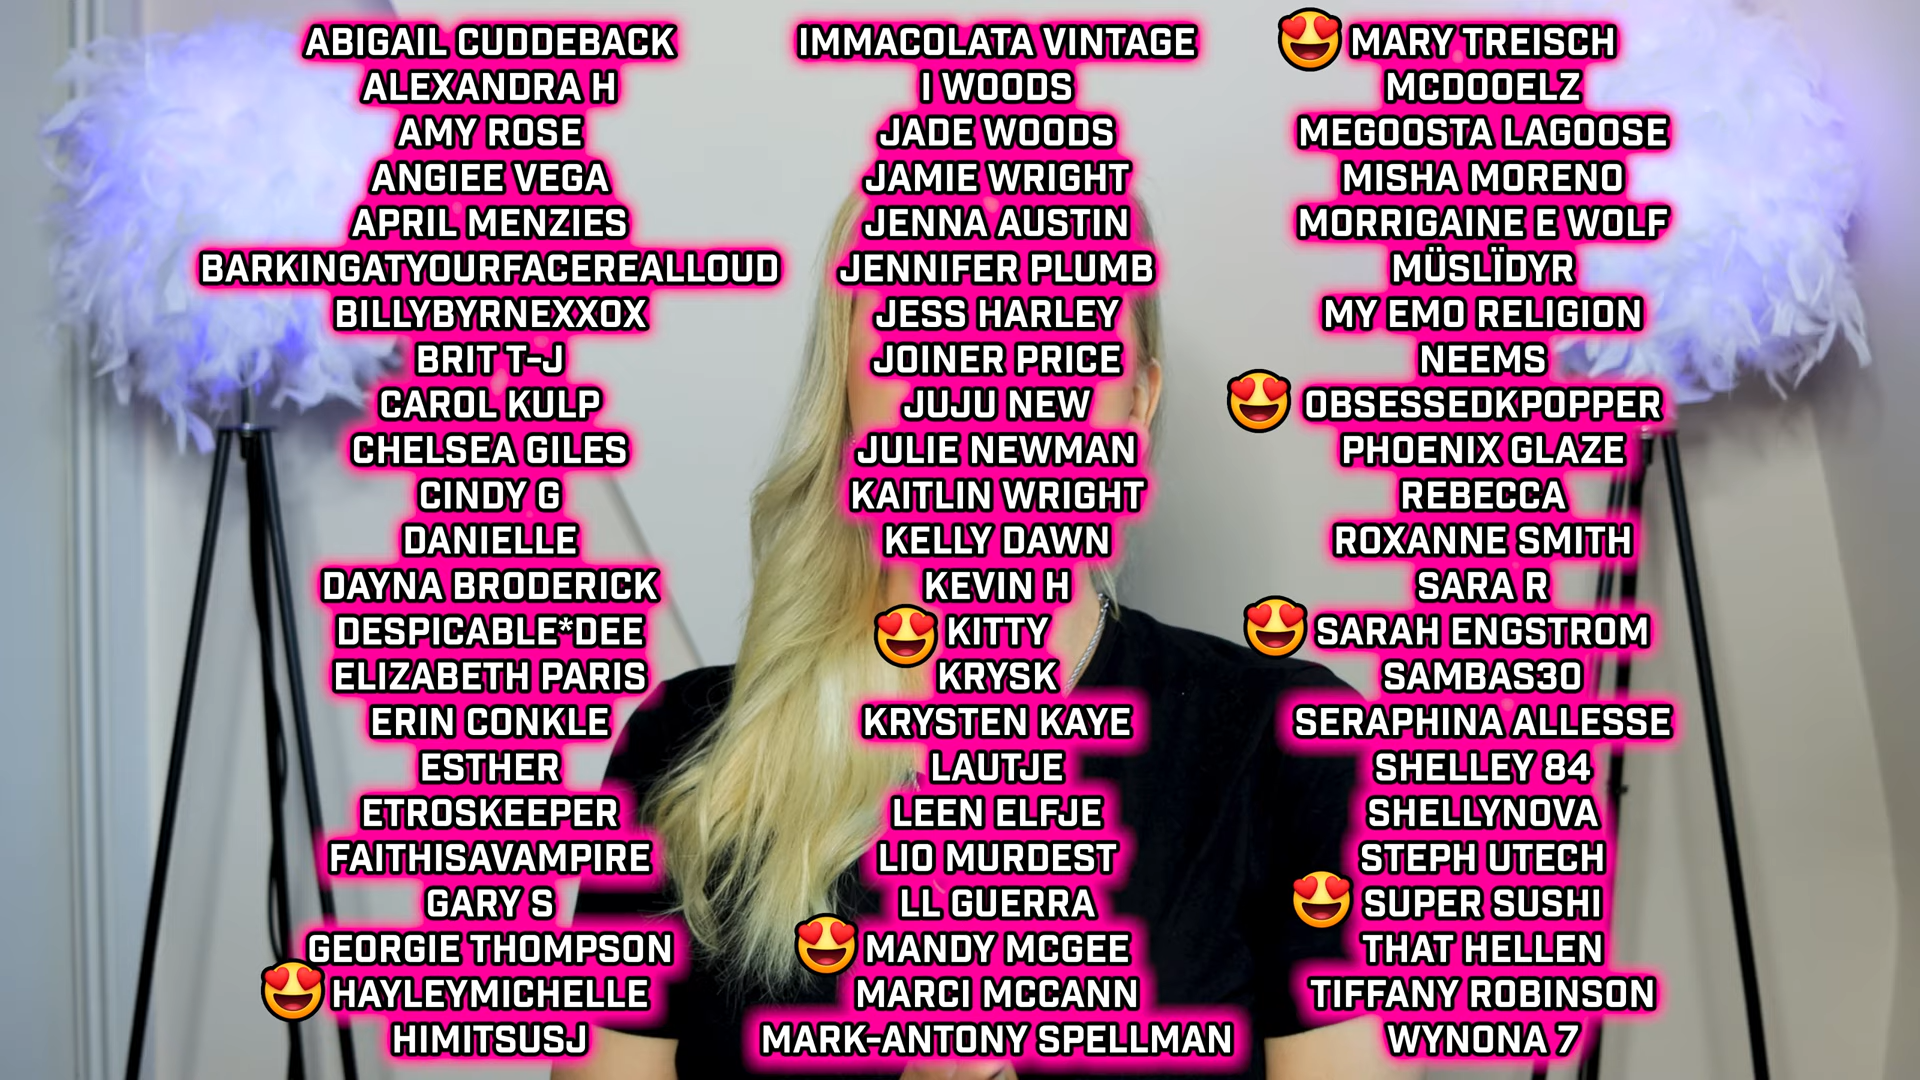 ABIGAIL CUDDEBACK
ALEXANDRA H
AMY ROSE
ANGIEE VEGA
APRIL MENZIES
BARKINGATYOURFACEREALLOUD
BILLYBYRNEXXOX
BRIT T-J
CAROL KULP
CHELSEA GILES
CINDY G
DANIELLE
DAYNA BRODERICK
DESPICABLE*DEE
ELIZABETH PARIS
ERIN CONKLE
ESTHER
ETROSKEEPER
FAITHISAVAMPIRE
GARY S
GEORGIE THOMPSON
😍 HAYLEYMICHELLE
HIMITSUSJ
IMMACOLATA VINTAGE
I WOODS
JADE WOODS
JAMIE WRIGHT
JENNA AUSTIN
JENNIFER PLUMB
JESS HARLEY
JOINER PRICE
JUJU NEW
JULIE NEWMAN
KAITLIN WRIGHT
KELLY DAWN
KEVIN H
😍 KITTY
KRYSK
KRYSTEN KAYE
LAUTJE
LEEN ELFJE
LIO MURDEST
LL GUERRA
😍 MANDY MCGEE
MARCI MCCANN
MARK-ANTONY SPELLMAN
😍 MARY TREISCH
MCDOOELZ
MEGOOSTA LAGOOSE
MISHA MORENO
MORRIGAINE E WOLF
MÜSLÏDYR
MY EMO RELIGION
NEEMS
😍 OBSESSEDKPOPPER
PHOENIX GLAZE
REBECCA
ROXANNE SMITH
SARA R
😍 SARAH ENGSTROM
SAMBAS30
SERAPHINA ALLESSE
SHELLEY 84
SHELLYNOVA
STEPH UTECH
😍 SUPER SUSHI
THAT HELLEN
TIFFANY ROBINSON
WYNONA 7